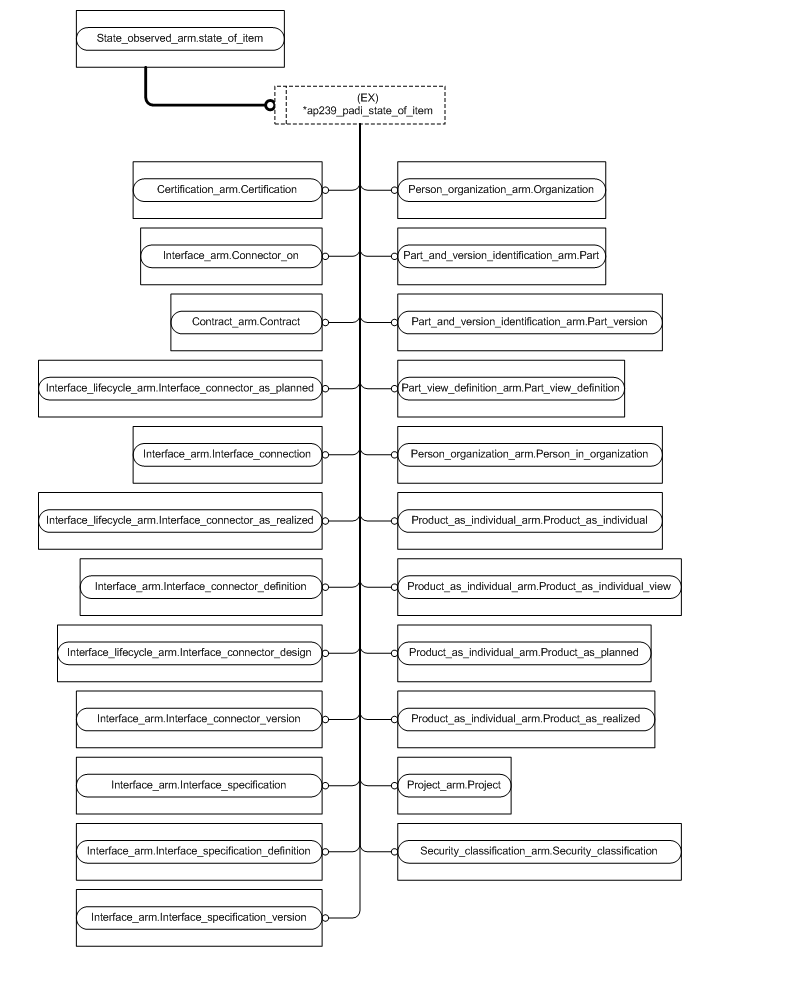 State_observed_arm.state_of_item
(EX)
*ap239_padi_state_of_item
Certification_arm.Certification
Person_organization_arm.Organization
Interface_arm.Connector_on
Part_and_version_identification_arm.Part
Contract_arm.Contract
Part_and_version_identification_arm.Part_version
Interface_lifecycle_arm.Interface_connector_as_planned
Part_view_definition_arm.Part_view_definition
Interface_arm.Interface_connection
Person_organization_arm.Person_in_organization
Interface_lifecycle_arm.Interface_connector_as_realized
Product_as_individual_arm.Product_as_individual
Interface_arm.Interface_connector_definition
Product_as_individual_arm.Product_as_individual_view
Interface_lifecycle_arm.Interface_connector_design
Product_as_individual_arm.Product_as_planned
Interface_arm.Interface_connector_version
Product_as_individual_arm.Product_as_realized
Interface_arm.Interface_specification
Project_arm.Project
Interface_arm.Interface_specification_definition
Security_classification_arm.Security_classification
Interface_arm.Interface_specification_version